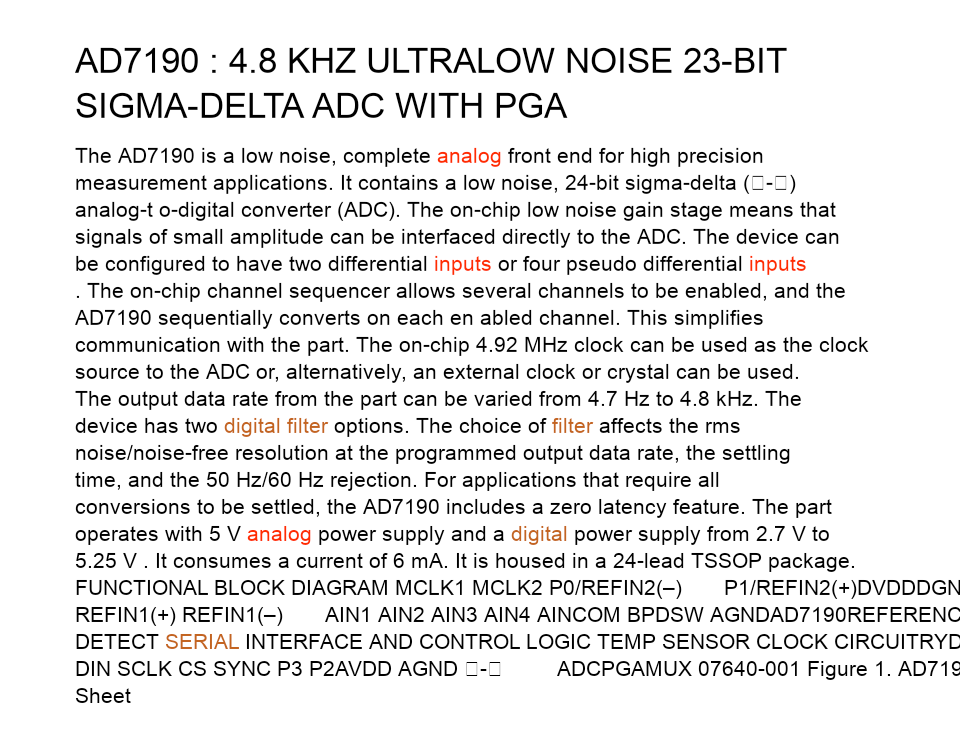 AD7190 : 4.8 KHZ ULTRALOW NOISE 23-BIT
SIGMA-DELTA ADC WITH PGA
The AD7190 is a low noise, complete analog front end for high precision
measurement applications. It contains a low noise, 24-bit sigma-delta (□-□)
analog-t o-digital converter (ADC). The on-chip low noise gain stage means that
signals of small amplitude can be interfaced directly to the ADC. The device can
be configured to have two differential inputs or four pseudo differential inputs
. The on-chip channel sequencer allows several channels to be enabled, and the
AD7190 sequentially converts on each en abled channel. This simplifies
communication with the part. The on-chip 4.92 MHz clock can be used as the clock
source to the ADC or, alternatively, an external clock or crystal can be used.
The output data rate from the part can be varied from 4.7 Hz to 4.8 kHz. The
device has two digital filter options. The choice of filter affects the rms
noise/noise-free resolution at the programmed output data rate, the settling
time, and the 50 Hz/60 Hz rejection. For applications that require all
conversions to be settled, the AD7190 includes a zero latency feature. The part
operates with 5 V analog power supply and a digital power supply from 2.7 V to
5.25 V . It consumes a current of 6 mA. It is housed in a 24-lead TSSOP package.
FUNCTIONAL BLOCK DIAGRAM MCLK1 MCLK2 P0/REFIN2(–) P1/REFIN2(+)DVDDDGN
REFIN1(+) REFIN1(–) AIN1 AIN2 AIN3 AIN4 AINCOM BPDSW AGNDAD7190REFERENC
DETECT SERIAL INTERFACE AND CONTROL LOGIC TEMP SENSOR CLOCK CIRCUITRYD
DIN SCLK CS SYNC P3 P2AVDD AGND □-□ ADCPGAMUX 07640-001 Figure 1. AD719
Sheet